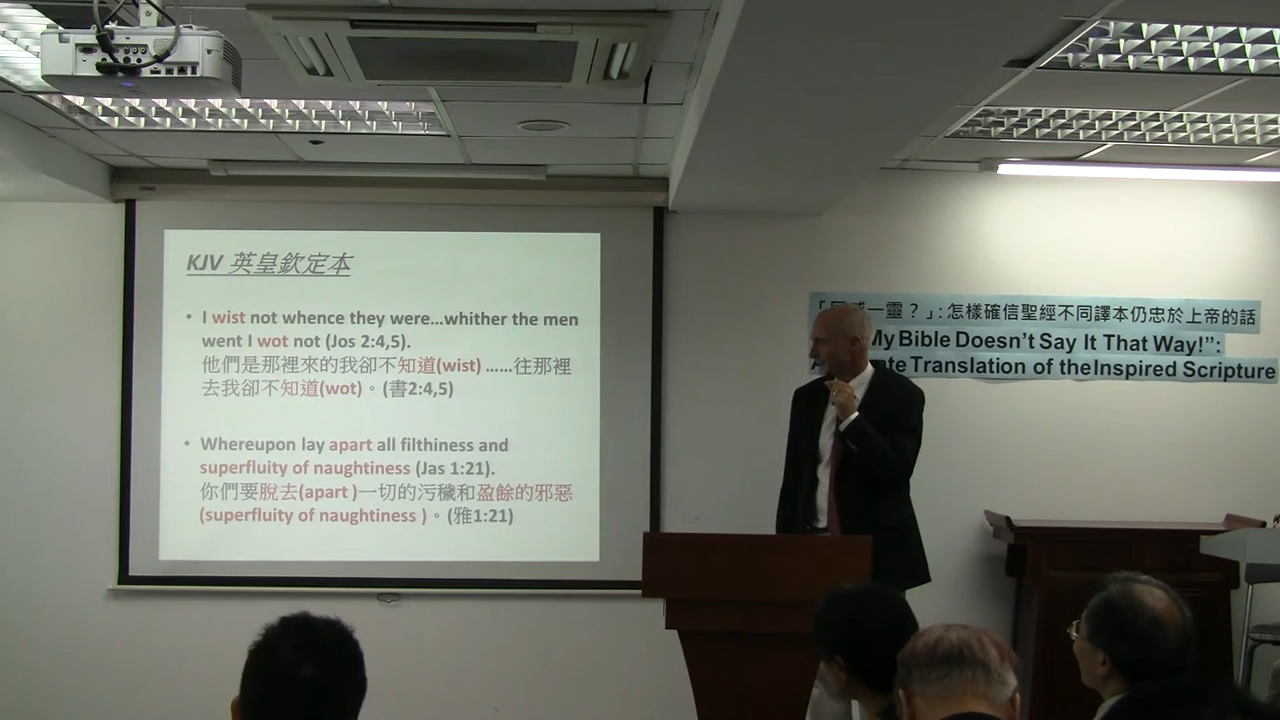 KJV 英皇欽定本
• I wist not whence they were...whither the men
went I wot not (Jos 2:4,5).
他們是那裡來的我卻不知道(wist) ......往那裡
去我卻不知道(wot)。(書2:4,5)
• Whereupon lay apart all filthiness and
superfluity of naughtiness (Jas 1:21).
你們要脫去(apart )一切的污穢和盈餘的邪惡
(superfluity of naughtiness )。(雅1:21)
一靈？」: 怎樣確信聖經不同譯本仍忠於上帝的話
My Bible Doesn't Say It That Way!":
Translation of the Inspired Scripture